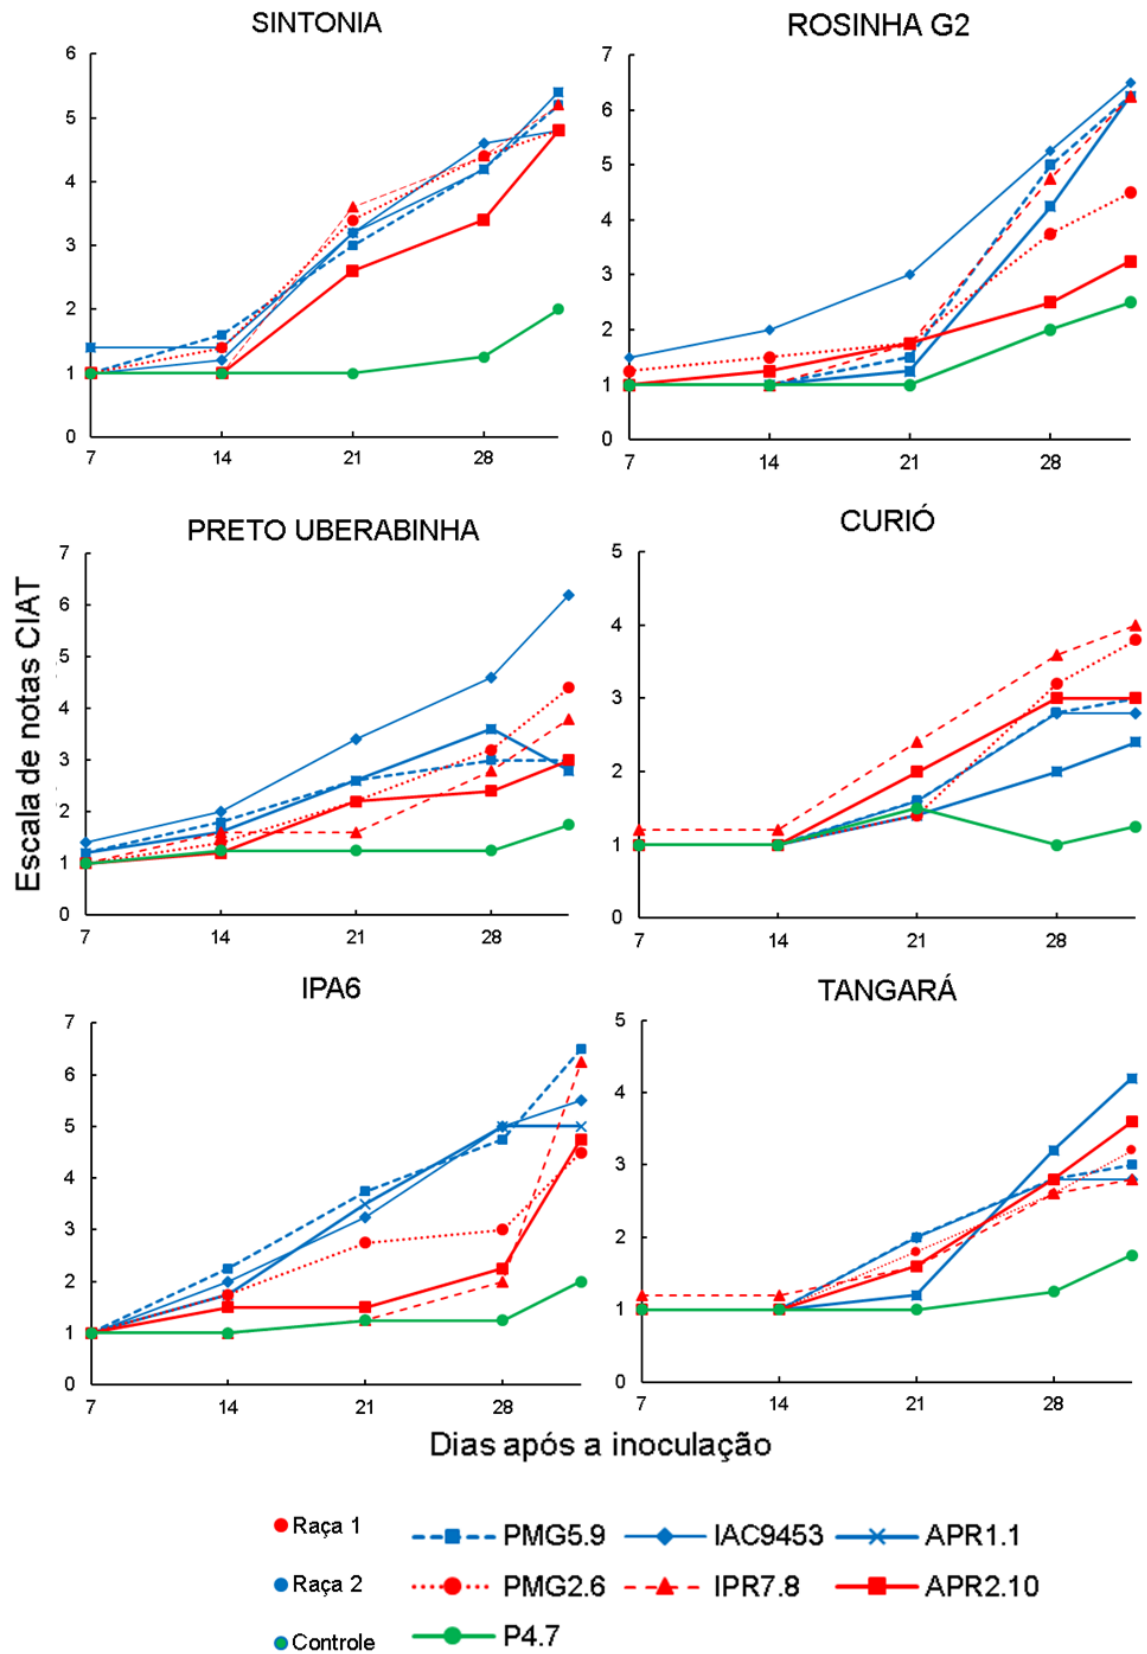 SINTONIA
6
5
4
3
2
1
0
7 14 21 28
ROSINHA G2
7
6
5
4
3
2
1
0
7 14 21 28
Escala de notas CIAT
PRETO UBERABINHA
7
6
5
4
3
2
1
0
7 14 21 28
CURIÓ
5
4
3
2
1
0
7 14 21 28
IPA6
7
6
5
4
3
2
1
0
7 14 21 28
TANGARÁ
5
4
3
2
1
0
7 14 21 28
Dias após a inoculação
Raça 1 PMG5.9 IAC9453 APR1.1
Raça 2 PMG2.6 IPR7.8 APR2.10
Controle P4.7